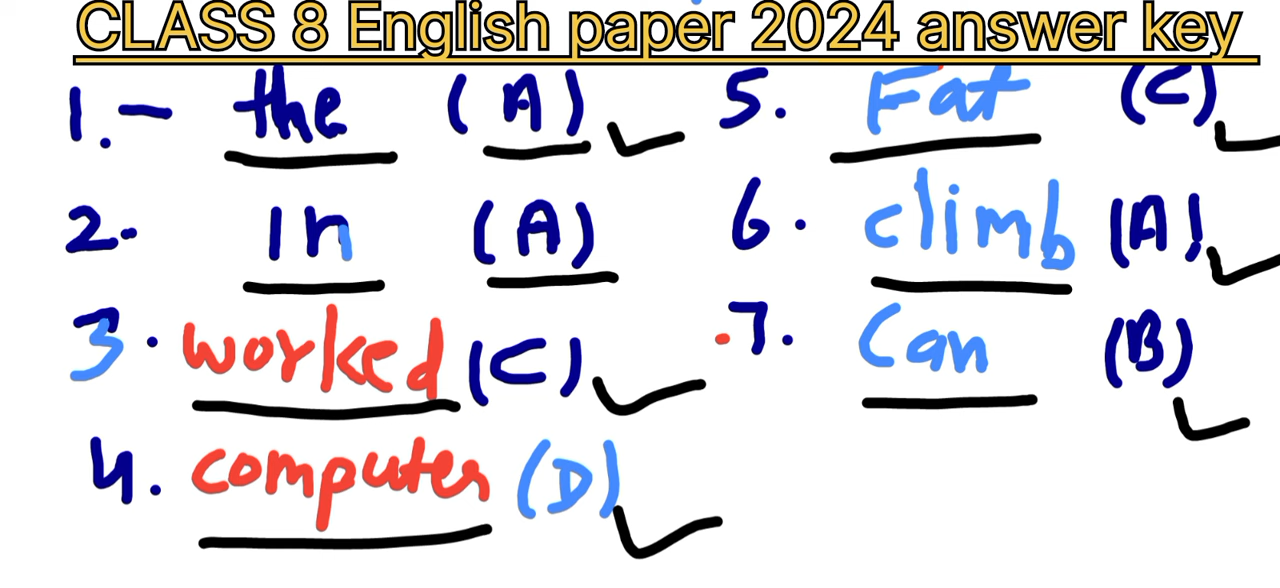 CLASS 8 English paper 2024 answer key
1.- the (A)
2. In (A)
3. worked (C)
4. computer (D)
5. Fat (C)
6. climb (A)
7. Can (B)